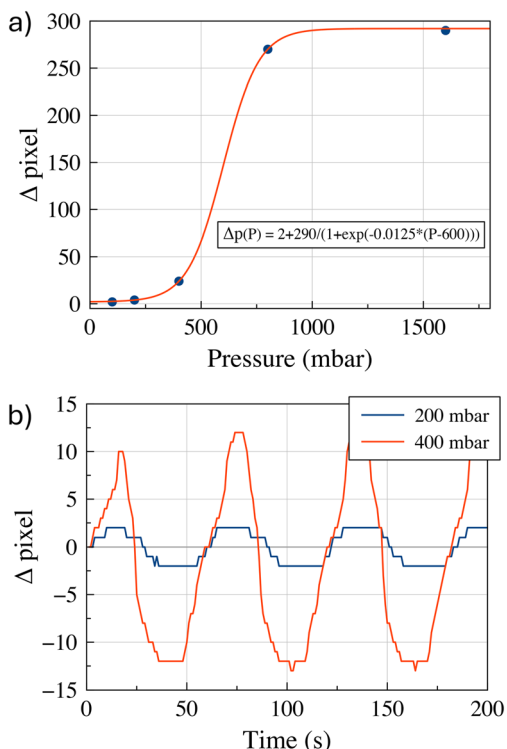 a)
300
250
200
150
100
50
0
Δ pixel
Δp(P) = 2+290/(1+exp(-0.0125*(P-600)))
0 500 1000 1500
Pressure (mbar)
b)
15
10
5
0
−5
−10
−15
Δ pixel
200 mbar
400 mbar
0 50 100 150 200
Time (s)